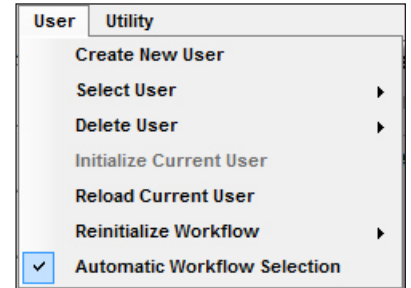 User Utility
Create New User
Select User
Delete User
Initialize Current User
Reload Current User
Reinitialize Workflow
Automatic Workflow Selection